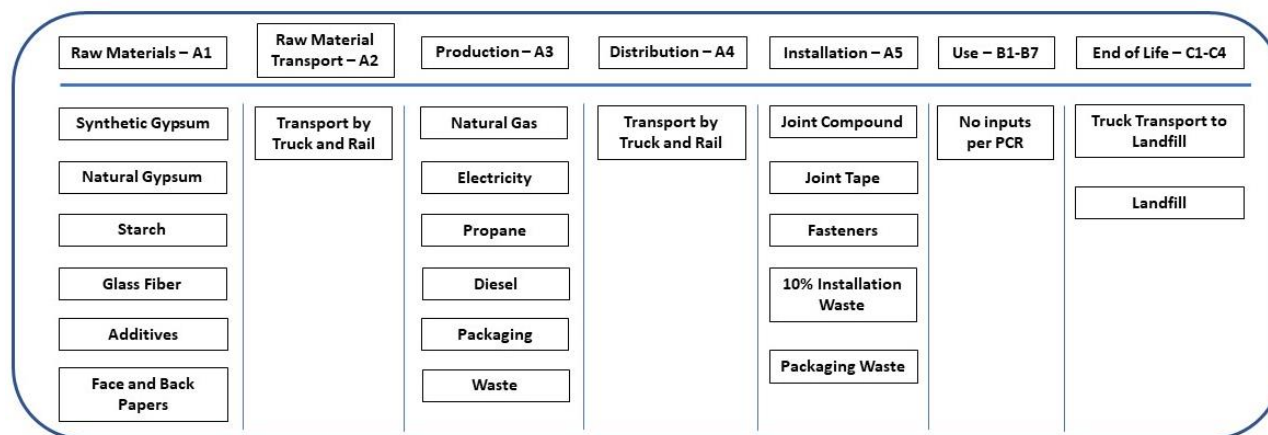 Raw Materials – A1
Raw Material
Transport – A2
Production – A3
Distribution – A4
Installation – A5
Use – B1-B7
End of Life – C1-C4
Synthetic Gypsum
Natural Gypsum
Starch
Glass Fiber
Additives
Face and Back
Papers
Transport by
Truck and Rail
Natural Gas
Electricity
Propane
Diesel
Packaging
Waste
Transport by
Truck and Rail
Joint Compound
Joint Tape
Fasteners
10% Installation
Waste
Packaging Waste
No inputs
per PCR
Truck Transport to
Landfill
Landfill